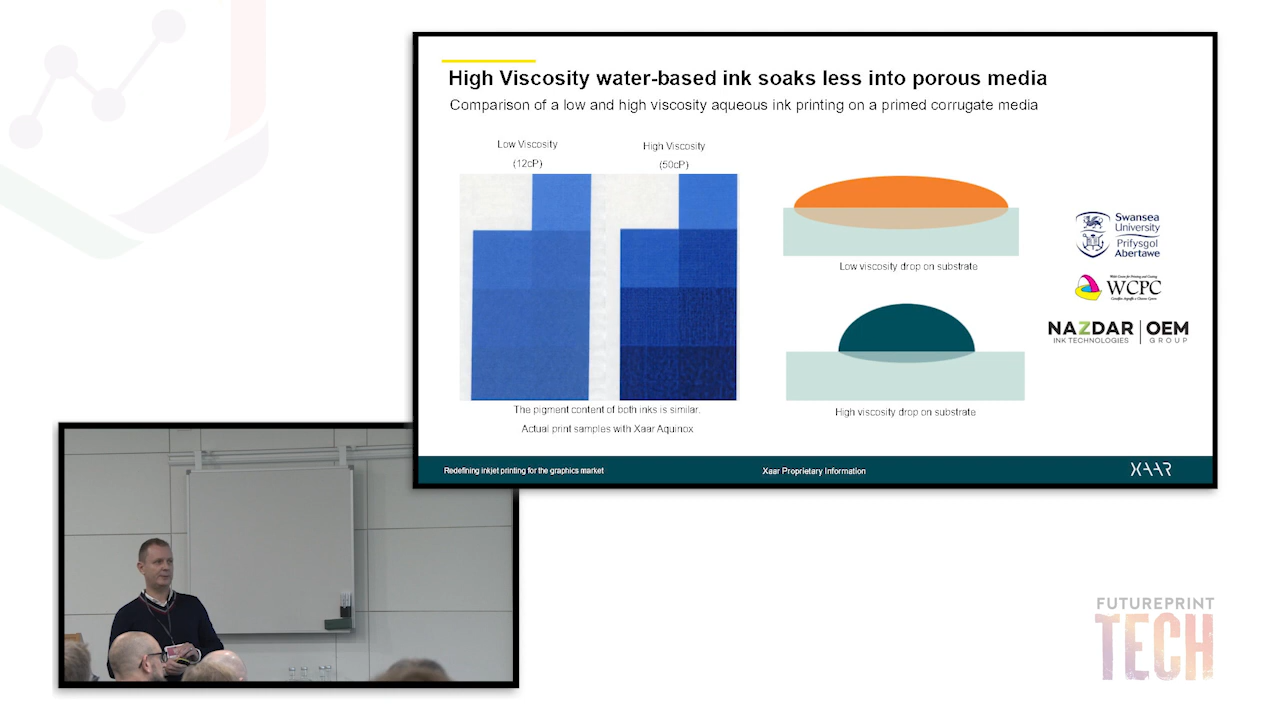 High Viscosity water-based ink soaks less into porous media
Comparison of a low and high viscosity aqueous ink printing on a primed corrugate media
Low Viscosity
(12cP)
High Viscosity
(50cP)
The pigment content of both inks is similar.
Actual print samples with Xaar Aquinox
Low viscosity drop on substrate
High viscosity drop on substrate
Swansea
University
Prifysgol
Abertawe
WCPC
NAZDAR OEM
INK TECHNOLOGIES GROUP
Redefining inkjet printing for the graphics market
Xaar Proprietary Information
XAAR
FUTUREPRINT
TECH